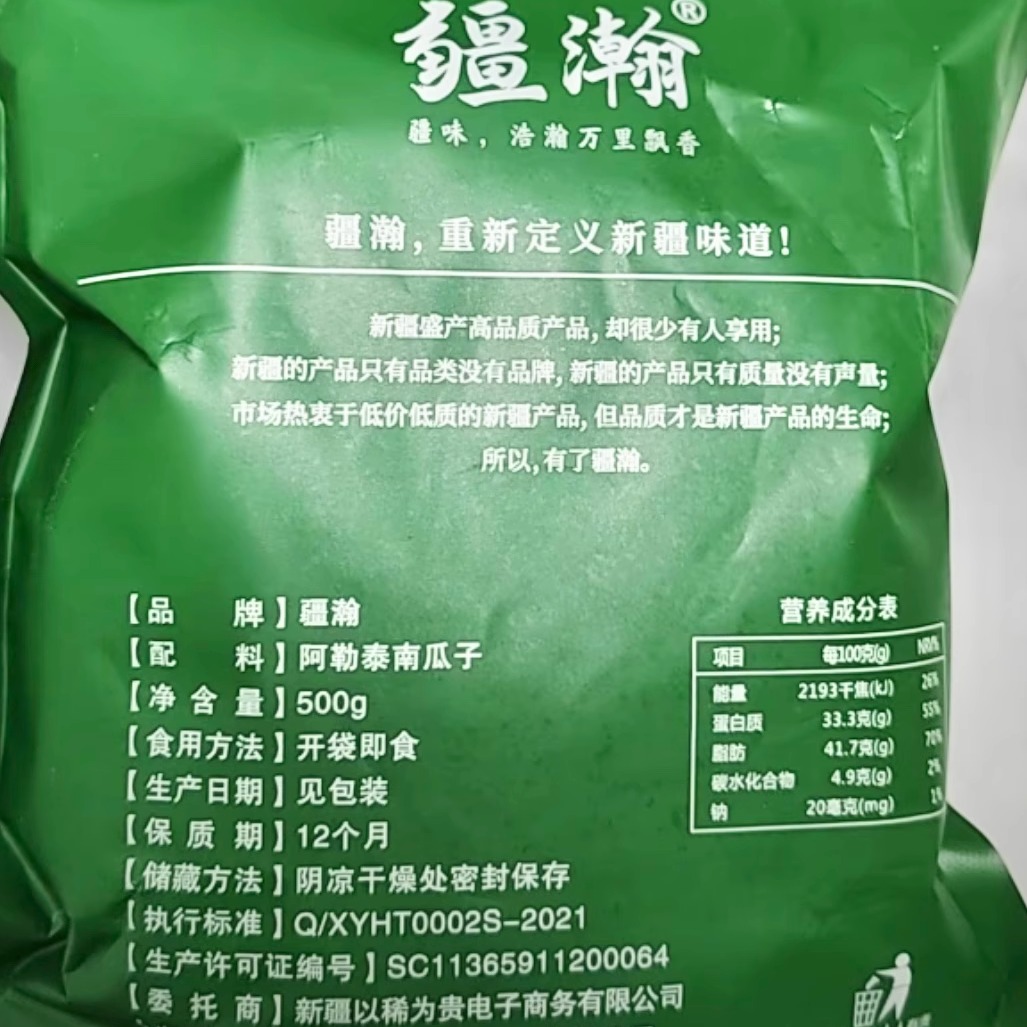 疆瀚®
疆味，浩瀚万里飘香
疆瀚，重新定义新疆味道！
新疆盛产高品质产品，却很少有人享用；
新疆的产品只有品类没有品牌，新疆的产品只有质量没有声量；
市场热衷于低价低质的新疆产品，但品质才是新疆产品的生命；
所以，有了疆瀚。
【品 牌】疆瀚
【配 料】阿勒泰南瓜子
【净含量】500g
【食用方法】开袋即食
【生产日期】见包装
【保质期】12个月
【储藏方法】阴凉干燥处密封保存
【执行标准】Q/XYHT0002S-2021
【生产许可证编号】SC11365911200064
【委托商】新疆以稀为贵电子商务有限公司
营养成分表
项目 每100克(g) NRV%
能量 2193千焦(kJ) 26%
蛋白质 33.3克(g) 55%
脂肪 41.7克(g) 70%
碳水化合物 4.9克(g) 2%
钠 20毫克(mg) 1%